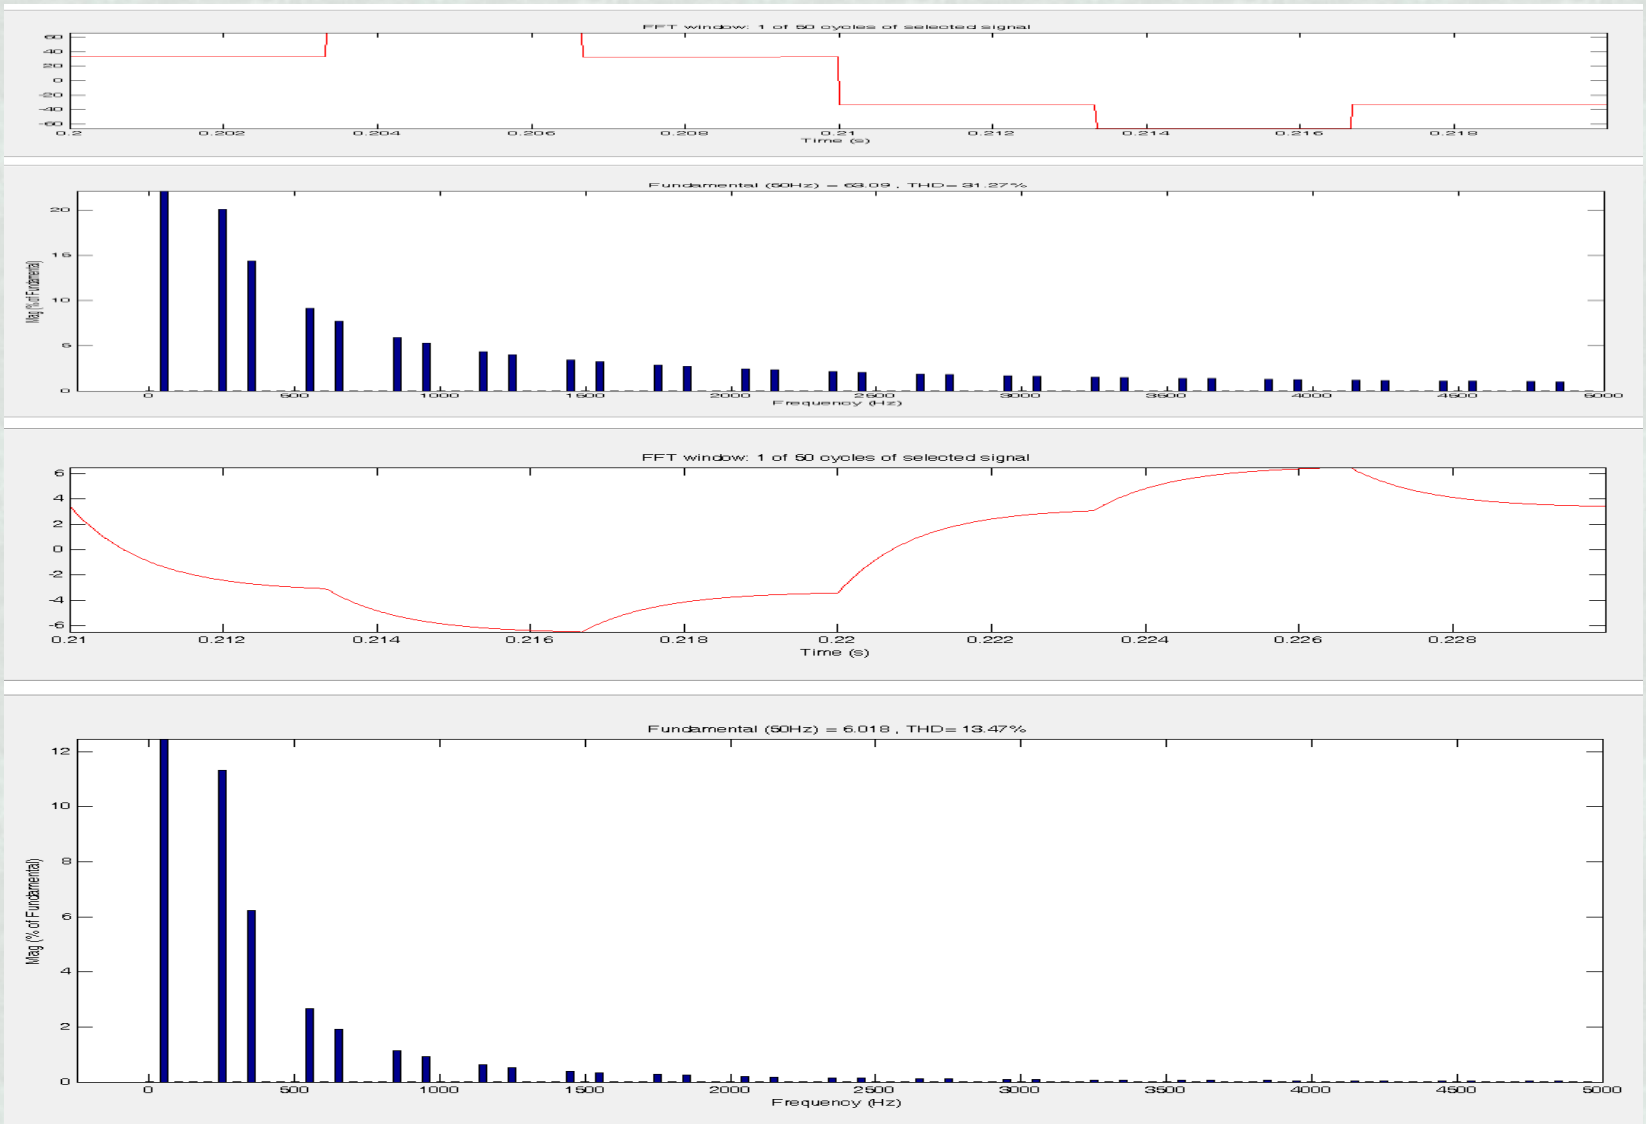 FFT window: 1 of 50 cycles of selected signal
60
40
20
0
-20
-40
-60
0.2 0.202 0.204 0.206 0.208 0.21 0.212 0.214 0.216 0.218
Time (s)
Fundamental (50Hz) = 63.09 , THD= 31.27%
Mag (% of Fundamental)
20
15
10
5
0
0 500 1000 1500 2000 2500 3000 3500 4000 4500 5000
Frequency (Hz)
FFT window: 1 of 50 cycles of selected signal
6
4
2
0
-2
-4
-6
0.21 0.212 0.214 0.216 0.218 0.22 0.222 0.224 0.226 0.228
Time (s)
Fundamental (50Hz) = 6.018 , THD= 13.47%
Mag (% of Fundamental)
12
10
8
6
4
2
0
0 500 1000 1500 2000 2500 3000 3500 4000 4500 5000
Frequency (Hz)